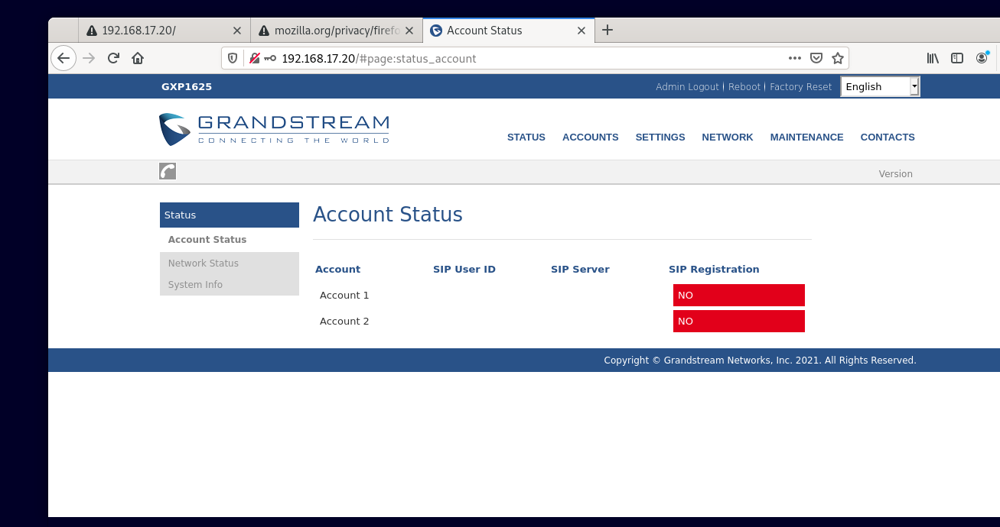 192.168.17.20/ mozilla.org/privacy/firefo Account Status
192.168.17.20/#page:status_account
GXP1625 Admin Logout | Reboot | Factory Reset English
GRANDSTREAM
CONNECTING THE WORLD
STATUS ACCOUNTS SETTINGS NETWORK MAINTENANCE CONTACTS
Version
Status
Account Status
Network Status
System Info
Account Status
Account SIP User ID SIP Server SIP Registration
Account 1 NO
Account 2 NO
Copyright © Grandstream Networks, Inc. 2021. All Rights Reserved.